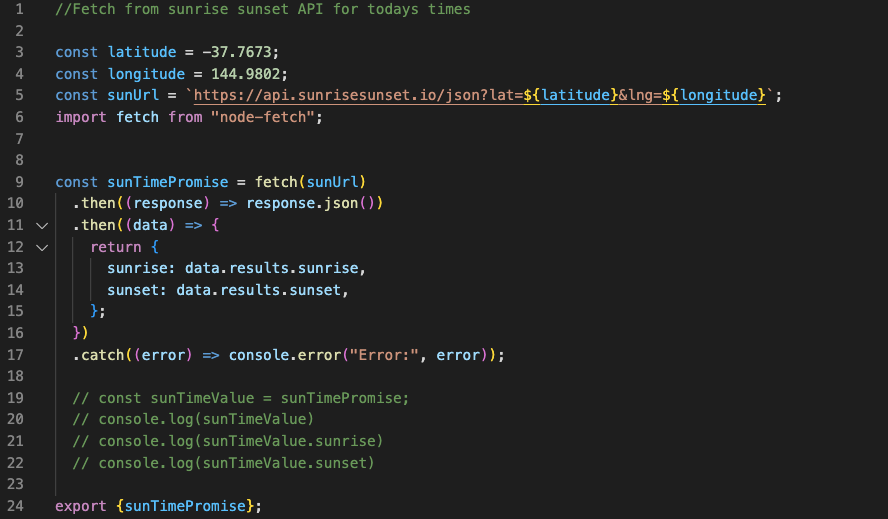 1 //Fetch from sunrise sunset API for todays times
2
3 const latitude = -37.7673;
4 const longitude = 144.9802;
5 const sunUrl = `https://api.sunrisesunset.io/json?lat=${latitude}&lng=${longitude}`;
6 import fetch from "node-fetch";
7
8
9 const sunTimePromise = fetch(sunUrl)
10   .then((response) => response.json())
11   .then((data) => {
12     return {
13       sunrise: data.results.sunrise,
14       sunset: data.results.sunset,
15     };
16   })
17   .catch((error) => console.error("Error:", error));
18
19   // const sunTimeValue = sunTimePromise;
20   // console.log(sunTimeValue)
21   // console.log(sunTimeValue.sunrise)
22   // console.log(sunTimeValue.sunset)
23
24 export {sunTimePromise};